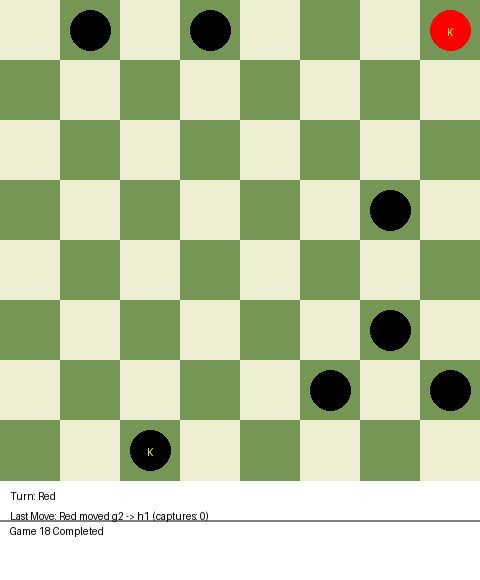 K
K
Turn: Red
Last Move: Red moved g2 -> h1 (captures: 0)
Game 18 Completed